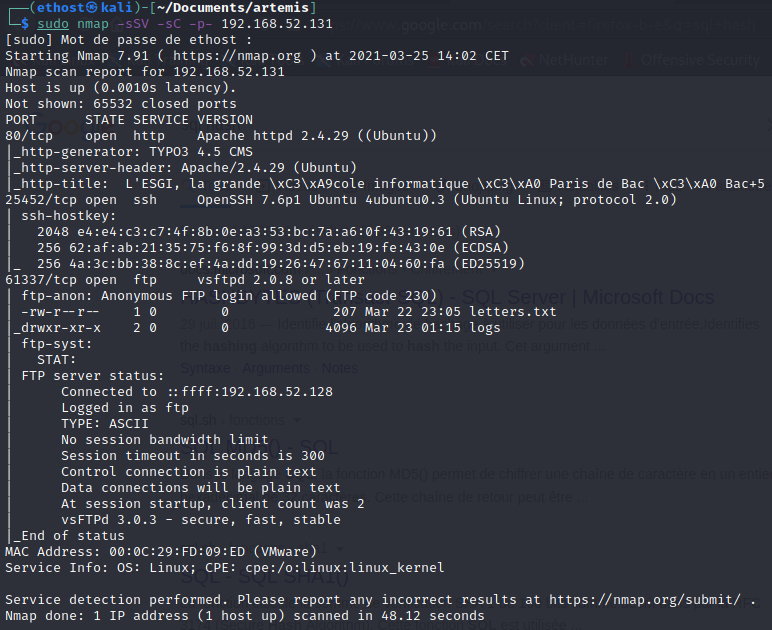 ┌──(ethost㉿kali)-[~/Documents/artemis]
└─$ sudo nmap -sSV -sC -p- 192.168.52.131
[sudo] Mot de passe de ethost :
Starting Nmap 7.91 ( https://nmap.org ) at 2021-03-25 14:02 CET
Nmap scan report for 192.168.52.131
Host is up (0.0010s latency).
Not shown: 65532 closed ports
PORT      STATE SERVICE VERSION
80/tcp    open  http    Apache httpd 2.4.29 ((Ubuntu))
|_http-generator: TYPO3 4.5 CMS
|_http-server-header: Apache/2.4.29 (Ubuntu)
|_http-title:  L'ESGI, la grande \xC3\xA9cole informatique \xC3\xA0 Paris de Bac \xC3\xA0 Bac+5
25452/tcp open  ssh     OpenSSH 7.6p1 Ubuntu 4ubuntu0.3 (Ubuntu Linux; protocol 2.0)
| ssh-hostkey:
|   2048 e4:e4:c3:c7:4f:8b:0e:a3:53:bc:7a:a6:0f:43:19:61 (RSA)
|   256 62:af:ab:21:35:75:f6:8f:99:3d:d5:eb:19:fe:43:0e (ECDSA)
|_  256 4a:3c:bb:38:8c:ef:4a:dd:19:26:47:67:11:04:60:fa (ED25519)
61337/tcp open  ftp     vsftpd 2.0.8 or later
| ftp-anon: Anonymous FTP login allowed (FTP code 230)
| -rw-r--r--    1 0        0             207 Mar 22 23:05 letters.txt
|_drwxr-xr-x    2 0        0            4096 Mar 23 01:15 logs
| ftp-syst:
|   STAT:
| FTP server status:
|      Connected to ::ffff:192.168.52.128
|      Logged in as ftp
|      TYPE: ASCII
|      No session bandwidth limit
|      Session timeout in seconds is 300
|      Control connection is plain text
|      Data connections will be plain text
|      At session startup, client count was 2
|      vsFTPd 3.0.3 - secure, fast, stable
|_End of status
MAC Address: 00:0C:29:FD:09:ED (VMware)
Service Info: OS: Linux; CPE: cpe:/o:linux:linux_kernel

Service detection performed. Please report any incorrect results at https://nmap.org/submit/ .
Nmap done: 1 IP address (1 host up) scanned in 48.12 seconds